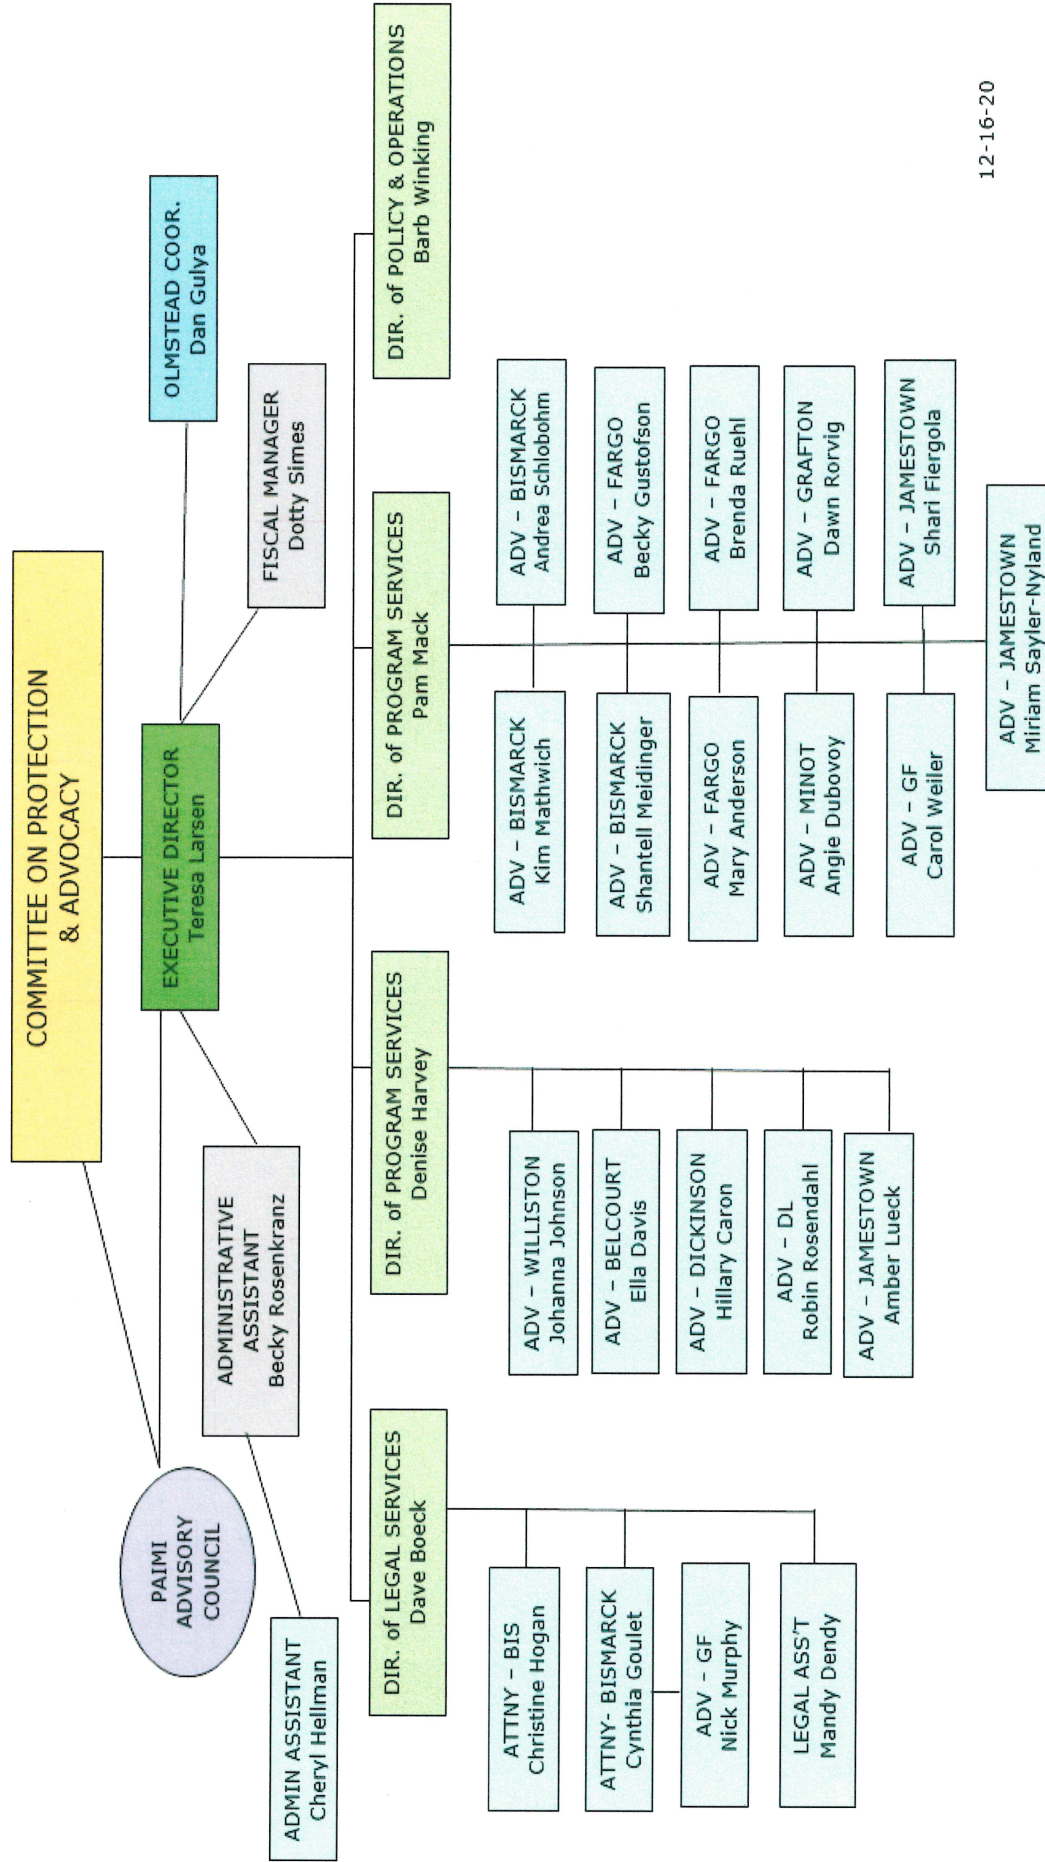 COMMITTEE ON PROTECTION
& ADVOCACY
PAIMI
ADVISORY
COUNCIL
EXECUTIVE DIRECTOR
Teresa Larsen
OLMSTEAD COOR.
Dan Gulya
ADMINISTRATIVE
ASSISTANT
Becky Rosenkranz
FISCAL MANAGER
Dotty Simes
ADMIN ASSISTANT
Cheryl Hellman
DIR. of LEGAL SERVICES
Dave Boeck
DIR. of PROGRAM SERVICES
Denise Harvey
DIR. of PROGRAM SERVICES
Pam Mack
DIR. of POLICY & OPERATIONS
Barb Winking
ATTNY – BIS
Christine Hogan
ATTNY- BISMARCK
Cynthia Goulet
ADV – GF
Nick Murphy
LEGAL ASS'T
Mandy Dendy
ADV – WILLISTON
Johanna Johnson
ADV – BELCOURT
Ella Davis
ADV – DICKINSON
Hillary Caron
ADV – DL
Robin Rosendahl
ADV – JAMESTOWN
Amber Lueck
ADV – BISMARCK
Kim Mathwich
ADV – BISMARCK
Andrea Schlobohm
ADV – BISMARCK
Shantell Meidinger
ADV – FARGO
Becky Gustofson
ADV – FARGO
Mary Anderson
ADV – FARGO
Brenda Ruehl
ADV – MINOT
Angie Dubovoy
ADV – GRAFTON
Dawn Rorvig
ADV – GF
Carol Weiler
ADV – JAMESTOWN
Shari Fiergola
ADV – JAMESTOWN
Miriam Sayler-Nyland
12-16-20